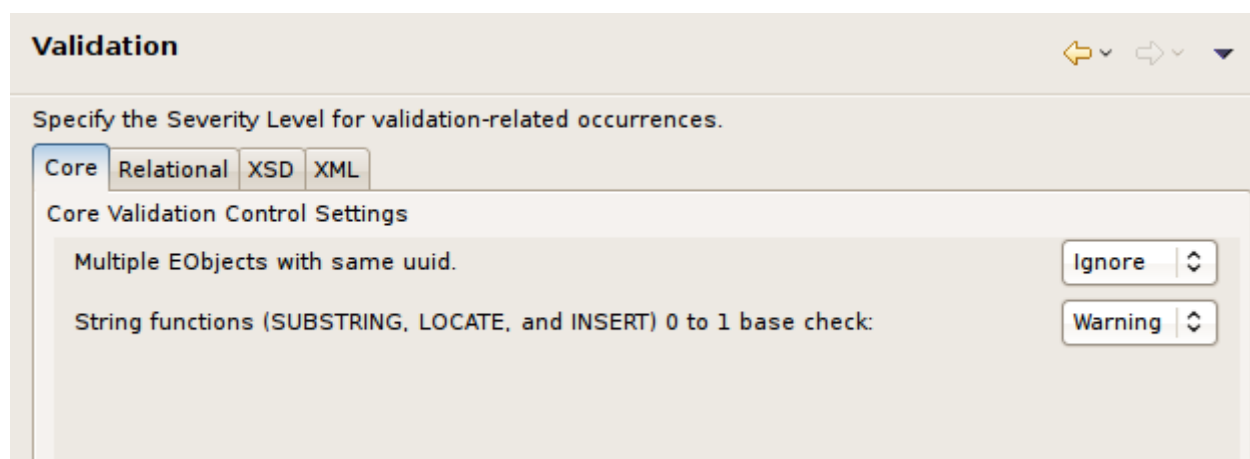 Validation
Specify the Severity Level for validation-related occurrences.
Core Relational XSD XML
Core Validation Control Settings
Multiple EObjects with same uuid. Ignore
String functions (SUBSTRING, LOCATE, and INSERT) 0 to 1 base check: Warning